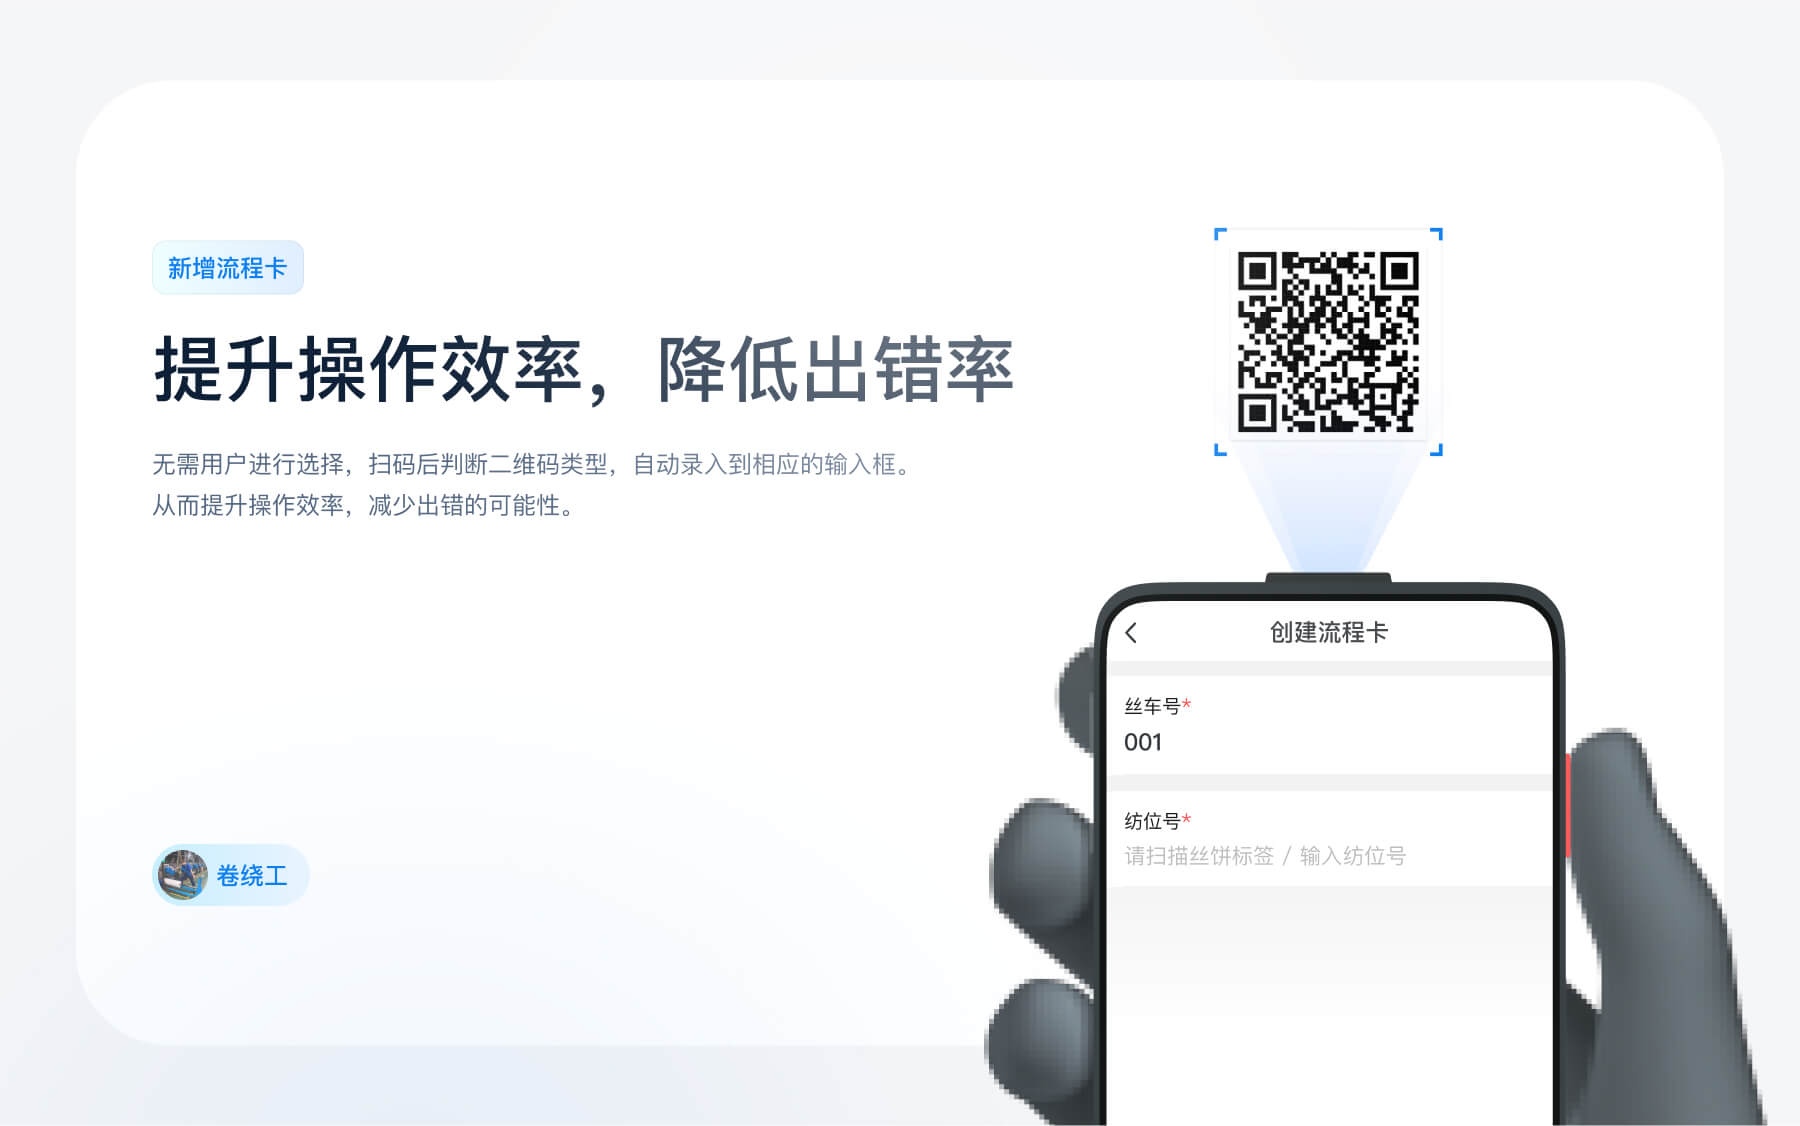 新增流程卡
提升操作效率，降低出错率
无需用户进行选择，扫码后判断二维码类型，自动录入到相应的输入框。
从而提升操作效率，减少出错的可能性。
卷绕工
创建流程卡
丝车号*
001
纺位号*
请扫描丝饼标签 / 输入纺位号